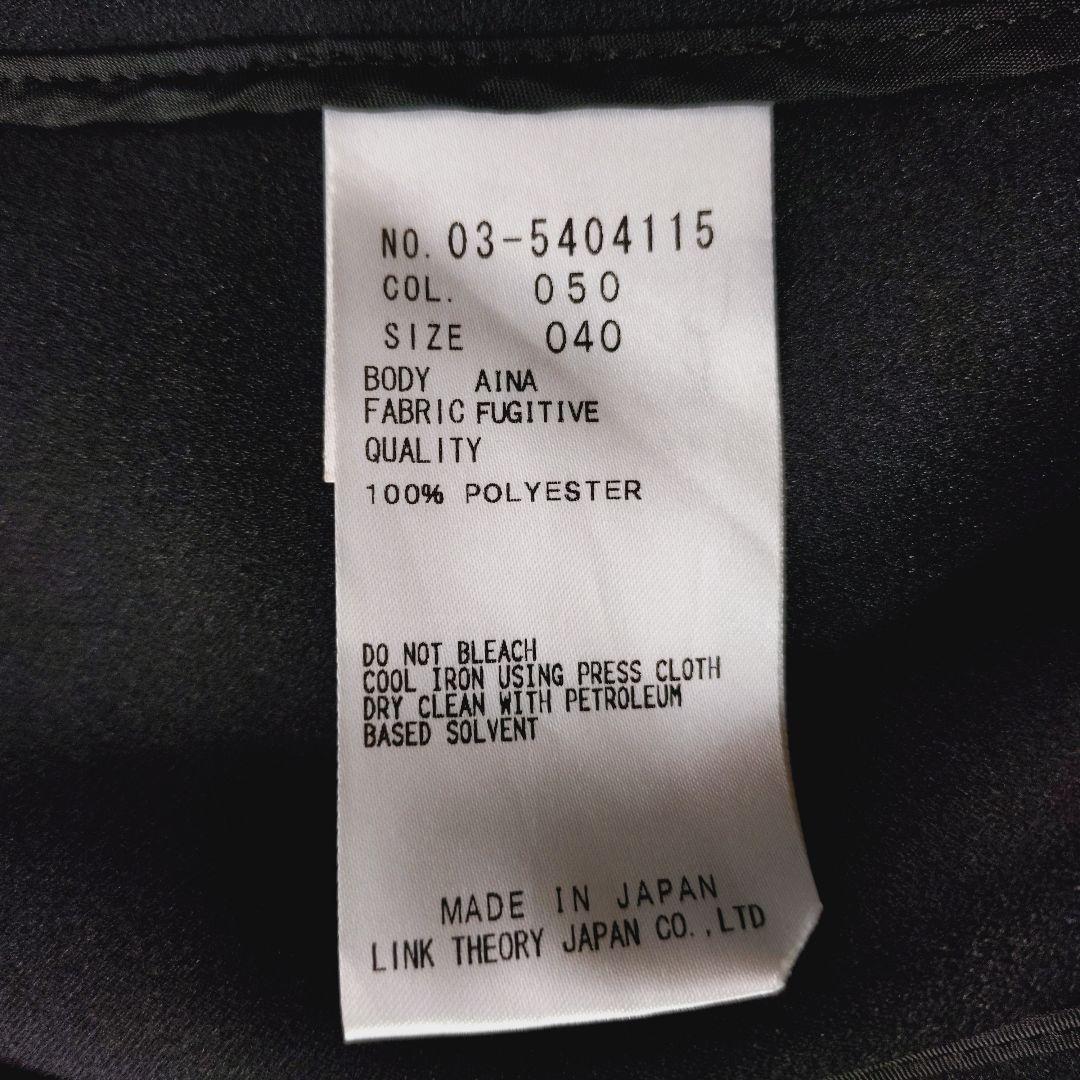 NO. 03-5404115
COL. 050
SIZE 040
BODY AINA
FABRIC FUGITIVE
QUALITY
100% POLYESTER
DO NOT BLEACH
COOL IRON USING PRESS CLOTH
DRY CLEAN WITH PETROLEUM
BASED SOLVENT
MADE IN JAPAN
LINK THEORY JAPAN CO.,LTD